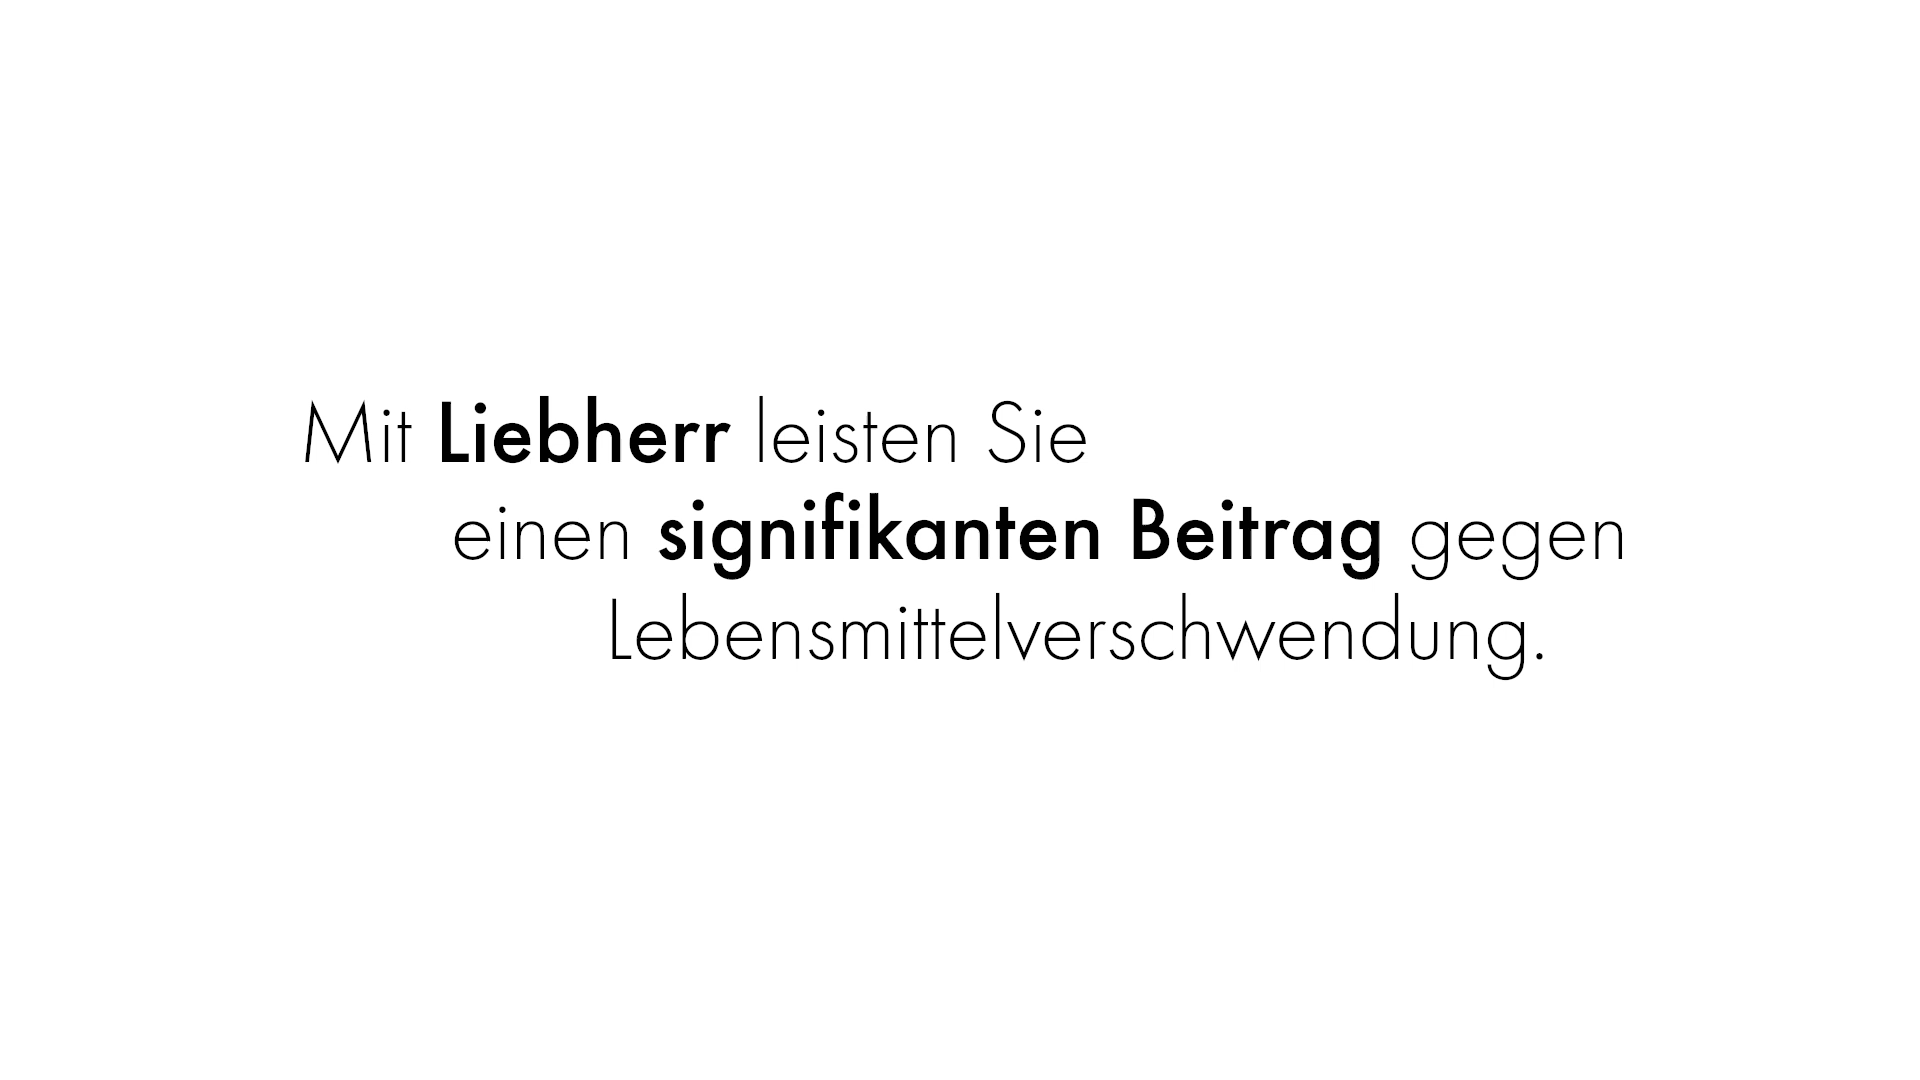 Mit Liebherr leisten Sie
einen signifikanten Beitrag gegen
Lebensmittelverschwendung.